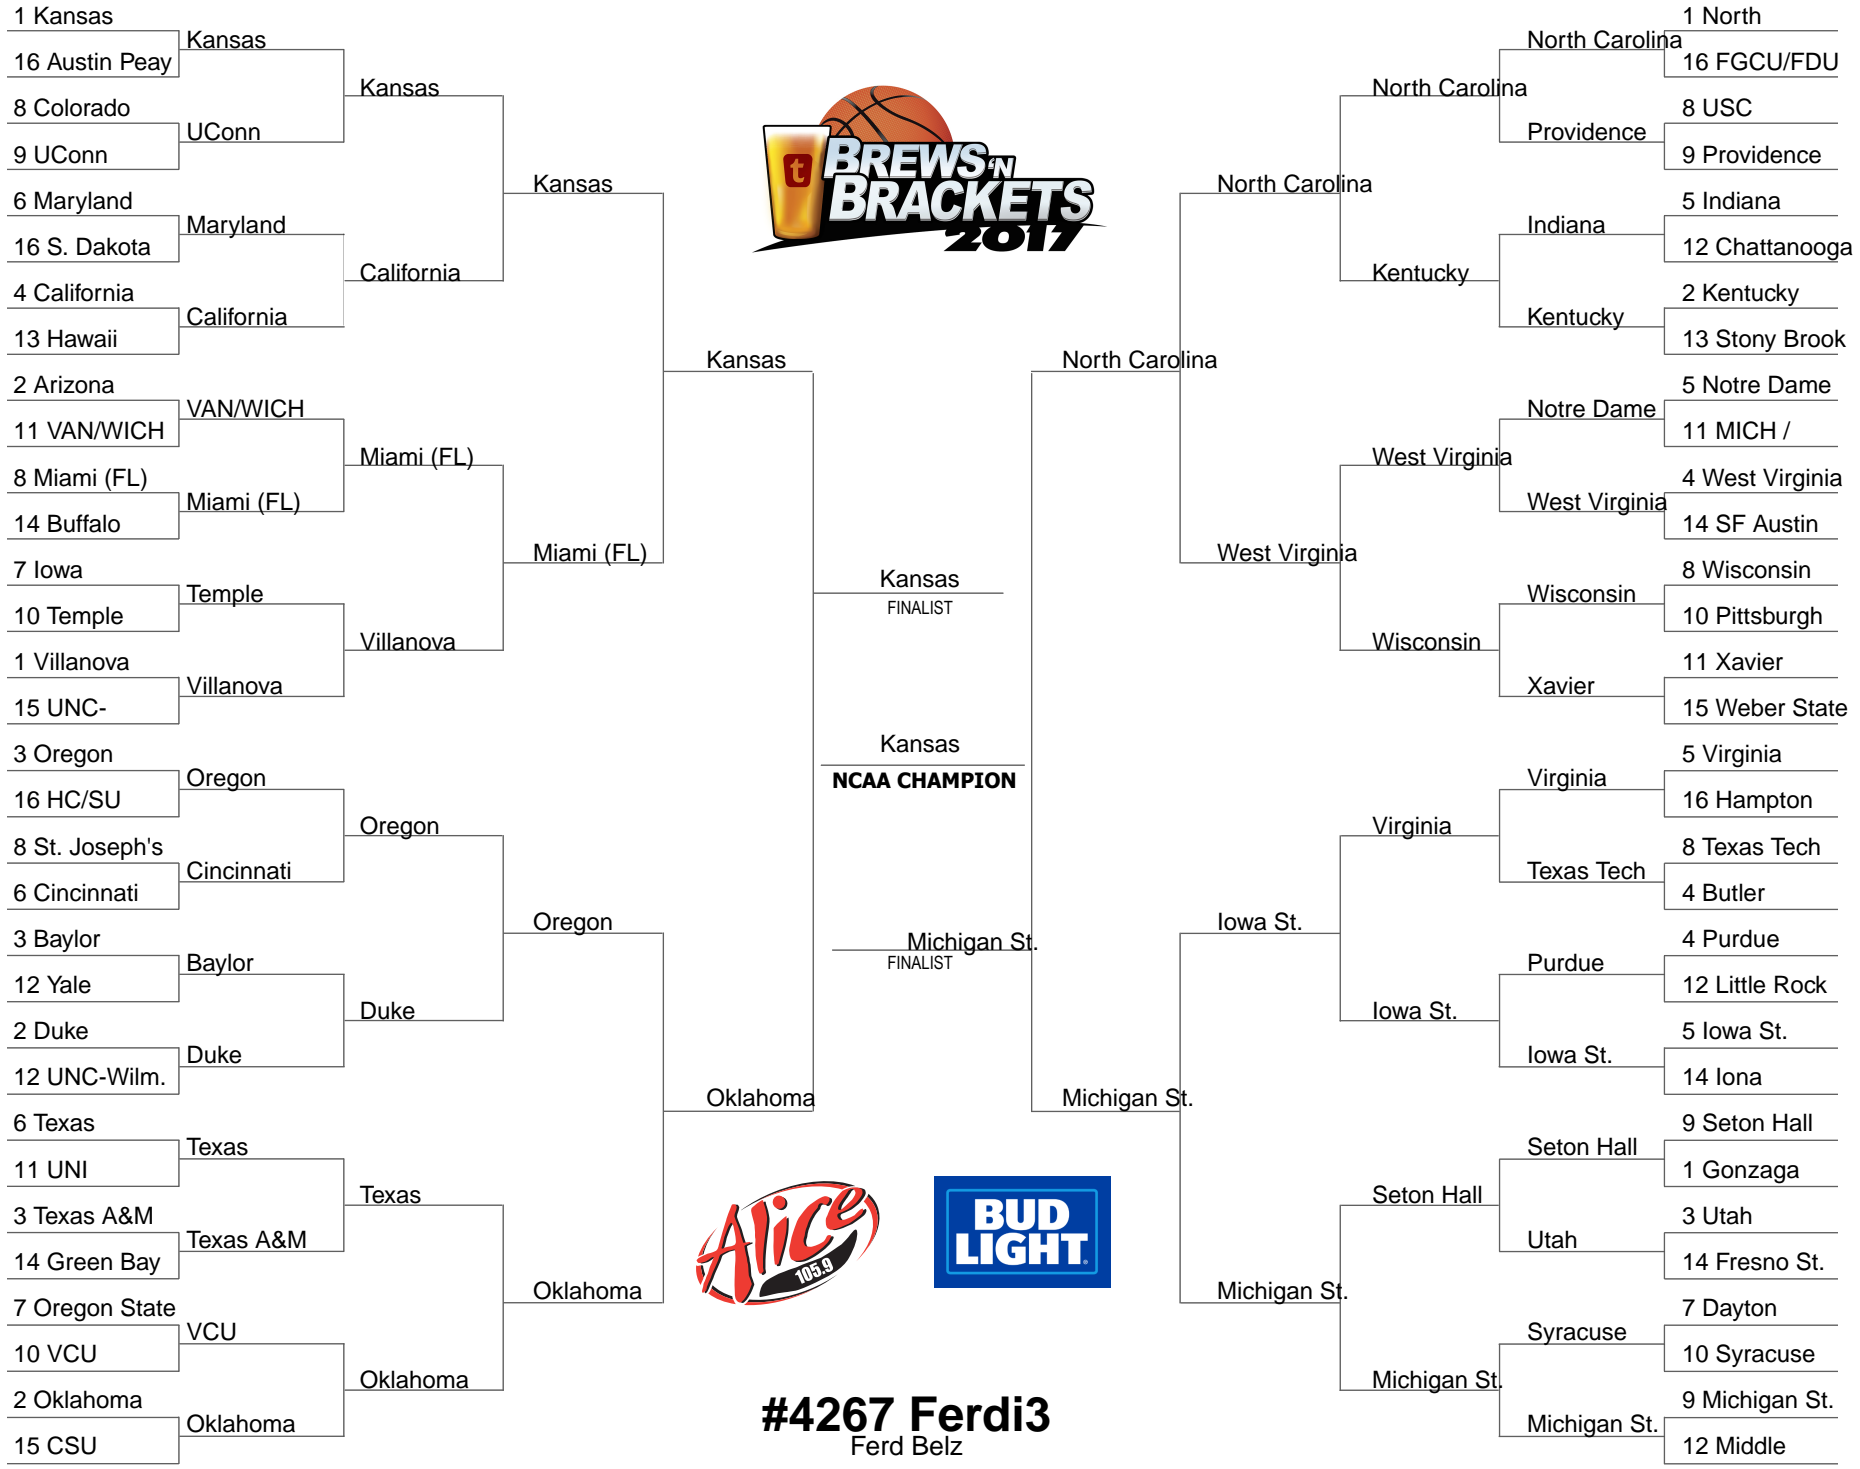 1 Kansas
16 Austin Peay
8 Colorado
9 UConn
6 Maryland
16 S. Dakota
4 California
13 Hawaii
2 Arizona
11 VAN/WICH
8 Miami (FL)
14 Buffalo
7 Iowa
10 Temple
1 Villanova
15 UNC-
3 Oregon
16 HC/SU
8 St. Joseph's
6 Cincinnati
3 Baylor
12 Yale
2 Duke
12 UNC-Wilm.
6 Texas
11 UNI
3 Texas A&M
14 Green Bay
7 Oregon State
10 VCU
2 Oklahoma
15 CSU
Kansas
UConn
Maryland
California
VAN/WICH
Miami (FL)
Temple
Villanova
Oregon
Cincinnati
Baylor
Duke
Texas
Texas A&M
VCU
Oklahoma
Kansas
California
Miami (FL)
Villanova
Oregon
Duke
Texas
Oklahoma
Kansas
Miami (FL)
Oregon
Oklahoma
Kansas
Oklahoma
t
BREWS 'N
BRACKETS
2017
Kansas
FINALIST
Kansas
NCAA CHAMPION
Michigan St.
FINALIST
Alice
105.9
BUD
LIGHT
#4267 Ferdi3
Ferd Belz
North Carolina
Michigan St.
North Carolina
West Virginia
Iowa St.
Michigan St.
North Carolina
Kentucky
West Virginia
Wisconsin
Virginia
Iowa St.
Seton Hall
Michigan St.
North Carolina
Providence
Indiana
Kentucky
Notre Dame
West Virginia
Wisconsin
Xavier
Virginia
Texas Tech
Purdue
Iowa St.
Seton Hall
Utah
Syracuse
Michigan St.
1 North
16 FGCU/FDU
8 USC
9 Providence
5 Indiana
12 Chattanooga
2 Kentucky
13 Stony Brook
5 Notre Dame
11 MICH /
4 West Virginia
14 SF Austin
8 Wisconsin
10 Pittsburgh
11 Xavier
15 Weber State
5 Virginia
16 Hampton
8 Texas Tech
4 Butler
4 Purdue
12 Little Rock
5 Iowa St.
14 Iona
9 Seton Hall
1 Gonzaga
3 Utah
14 Fresno St.
7 Dayton
10 Syracuse
9 Michigan St.
12 Middle